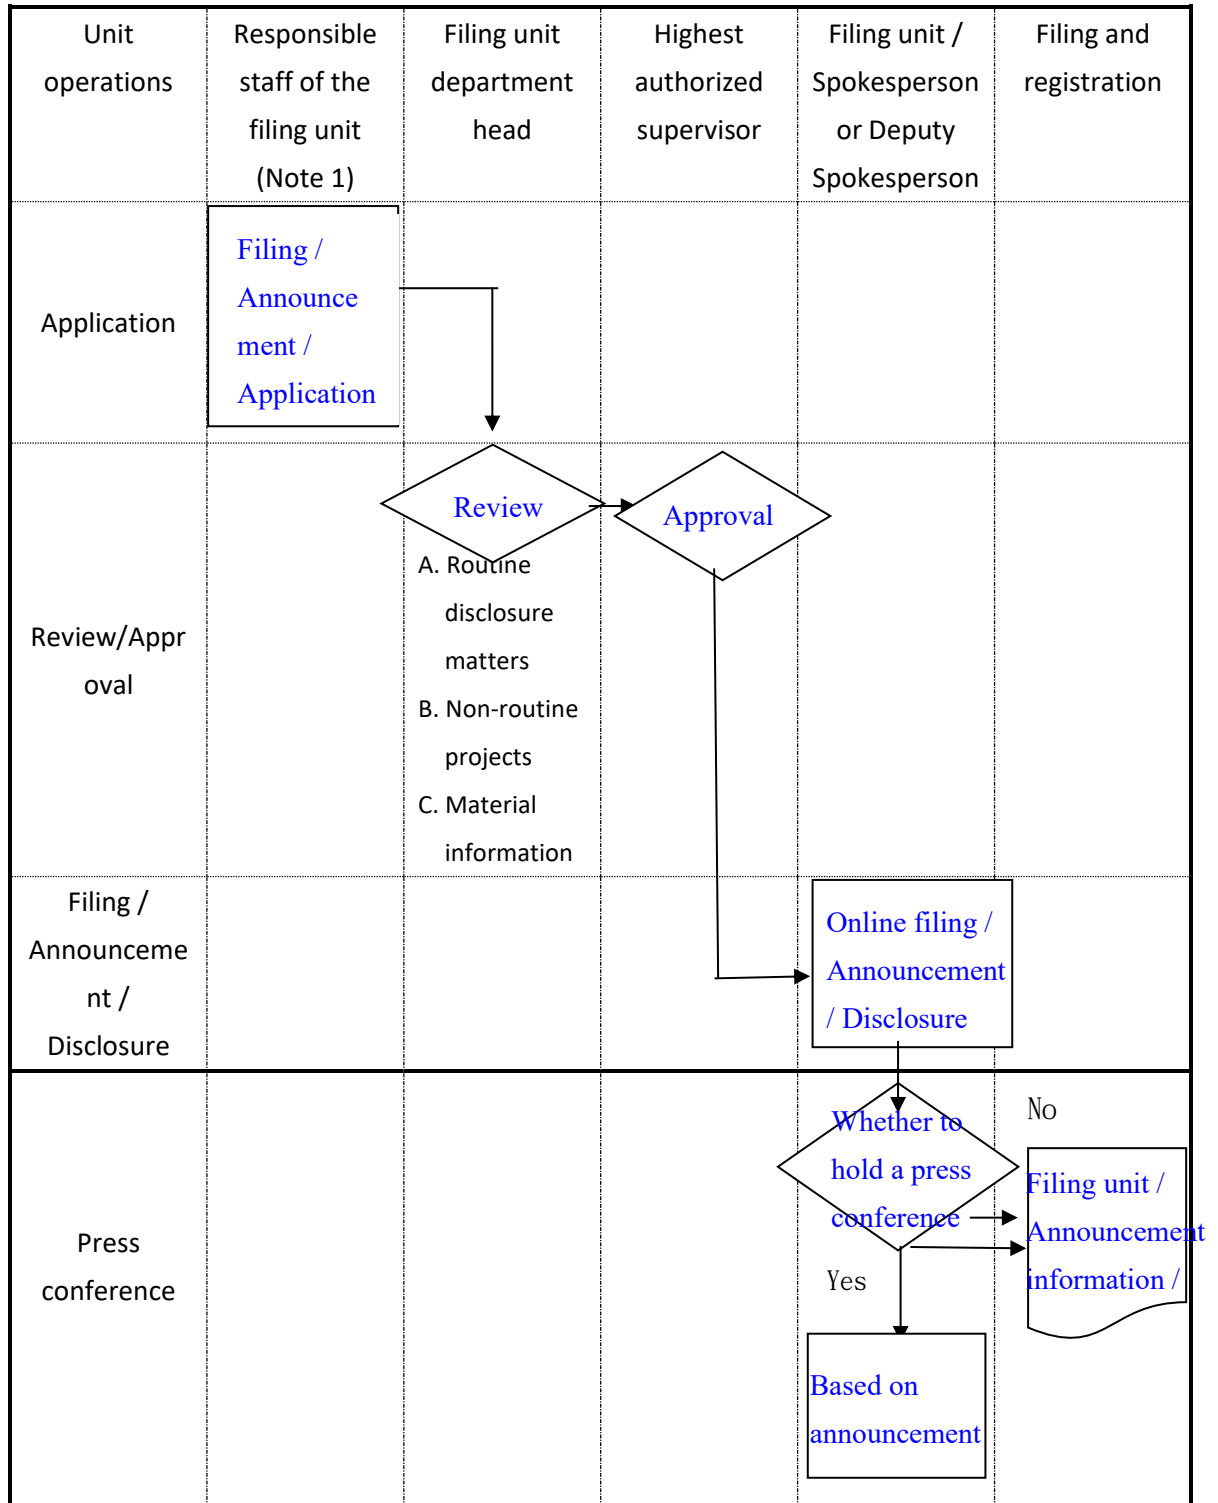 Unit
operations
Responsible
staff of the
filing unit
(Note 1)
Filing unit
department
head
Highest
authorized
supervisor
Filing unit /
Spokesperson
or Deputy
Spokesperson
Filing and
registration
Application
Filing /
Announce
ment /
Application
Review/Appr
oval
Review
A. Routine
disclosure
matters
B. Non-routine
projects
C. Material
information
Approval
Filing /
Announceme
nt /
Disclosure
Online filing /
Announcement
/ Disclosure
Press
conference
Whether to
hold a press
conference
No
Filing unit /
Announcement
information /
Yes
Based on
announcement